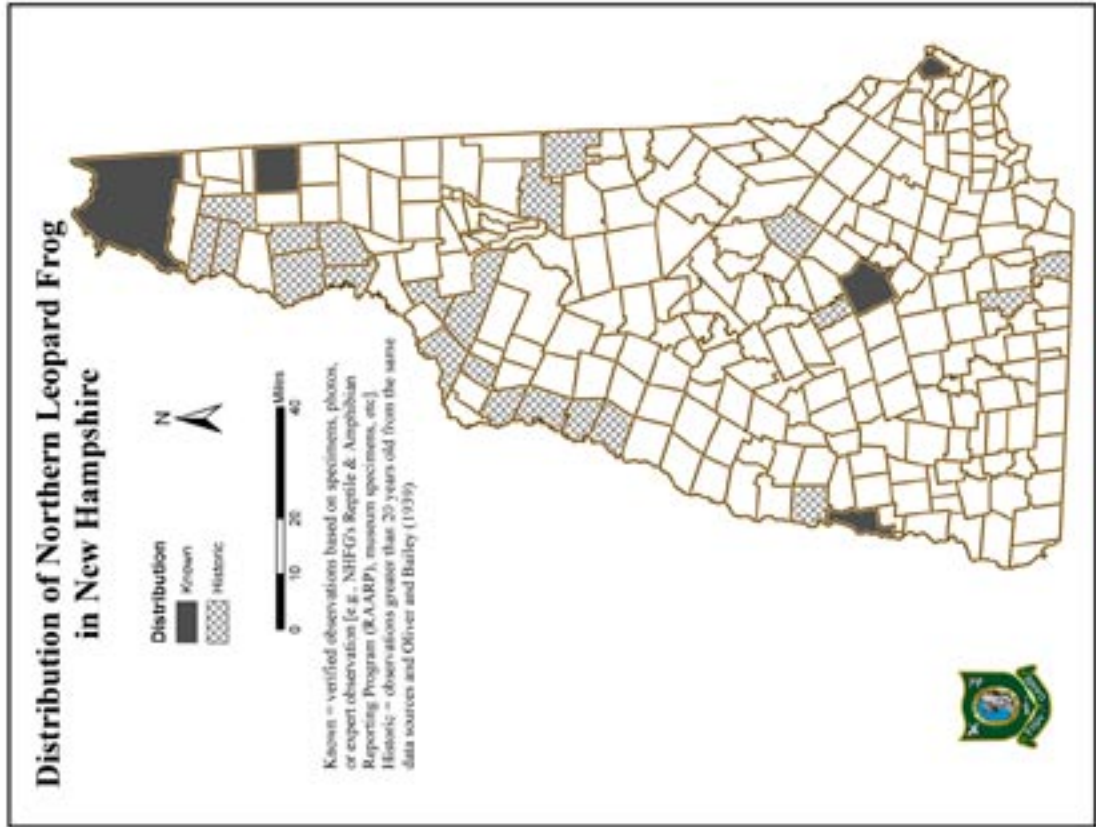 Distribution of Northern Leopard Frog
in New Hampshire
N
Distribution
Known
Historic
0 10 20 40
Miles
Known = verified observations based on specimens, photos,
or expert observation [e.g., NHFG's Reptile & Amphibian
Reporting Program (RAARP), museum specimens, etc]
Historic = observations greater than 20 years old from the same
data sources and Oliver and Bailey (1939)